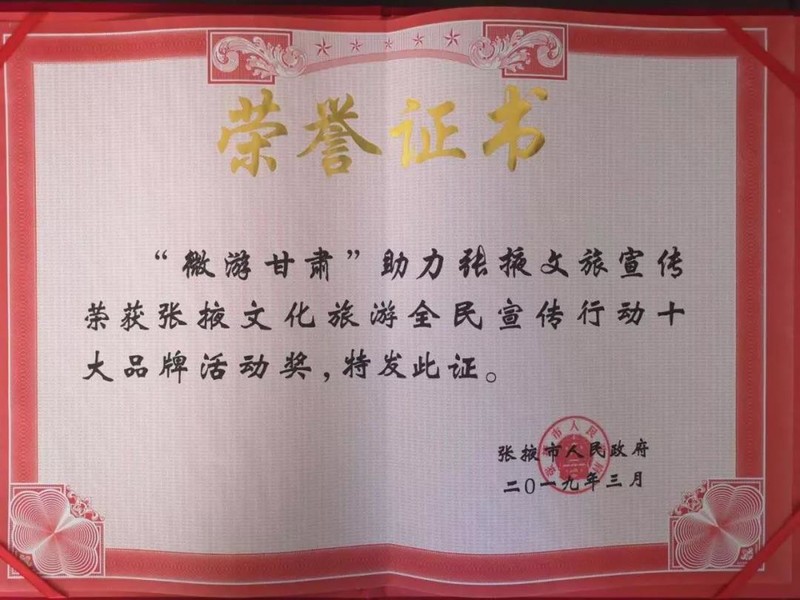 荣誉证书
“微游甘肃”助力张掖文旅宣传
荣获张掖文化旅游全民宣传行动十
大品牌活动奖,特发此证。
张掖市人民政府
二〇一九年三月